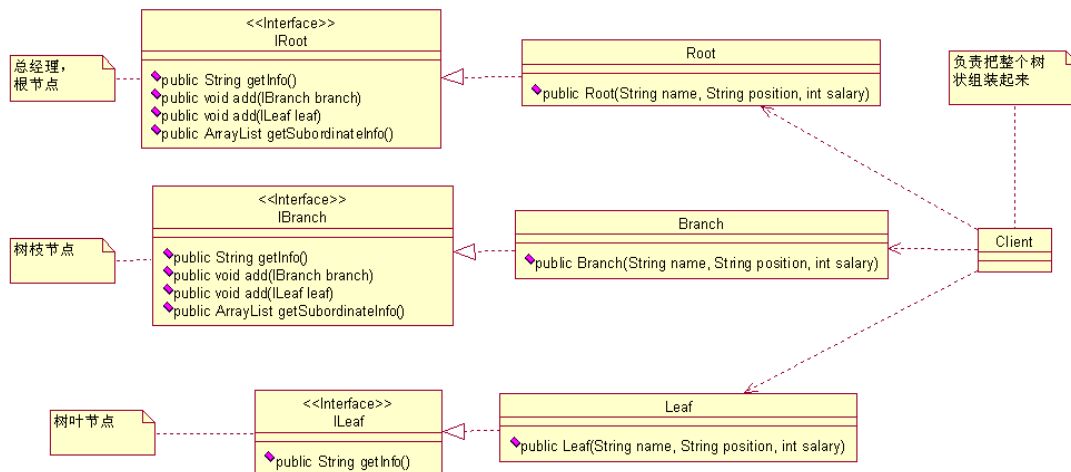 总经理，
根节点
<<Interface>>
IRoot
public String getInfo()
public void add(IBranch branch)
public void add(ILeaf leaf)
public ArrayList getSubordinateInfo()
Root
public Root(String name, String position, int salary)
负责把整个树
状组装起来
树枝节点
<<Interface>>
IBranch
public String getInfo()
public void add(IBranch branch)
public void add(ILeaf leaf)
public ArrayList getSubordinateInfo()
Branch
public Branch(String name, String position, int salary)
Client
树叶节点
<<Interface>>
ILeaf
public String getInfo()
Leaf
public Leaf(String name, String position, int salary)